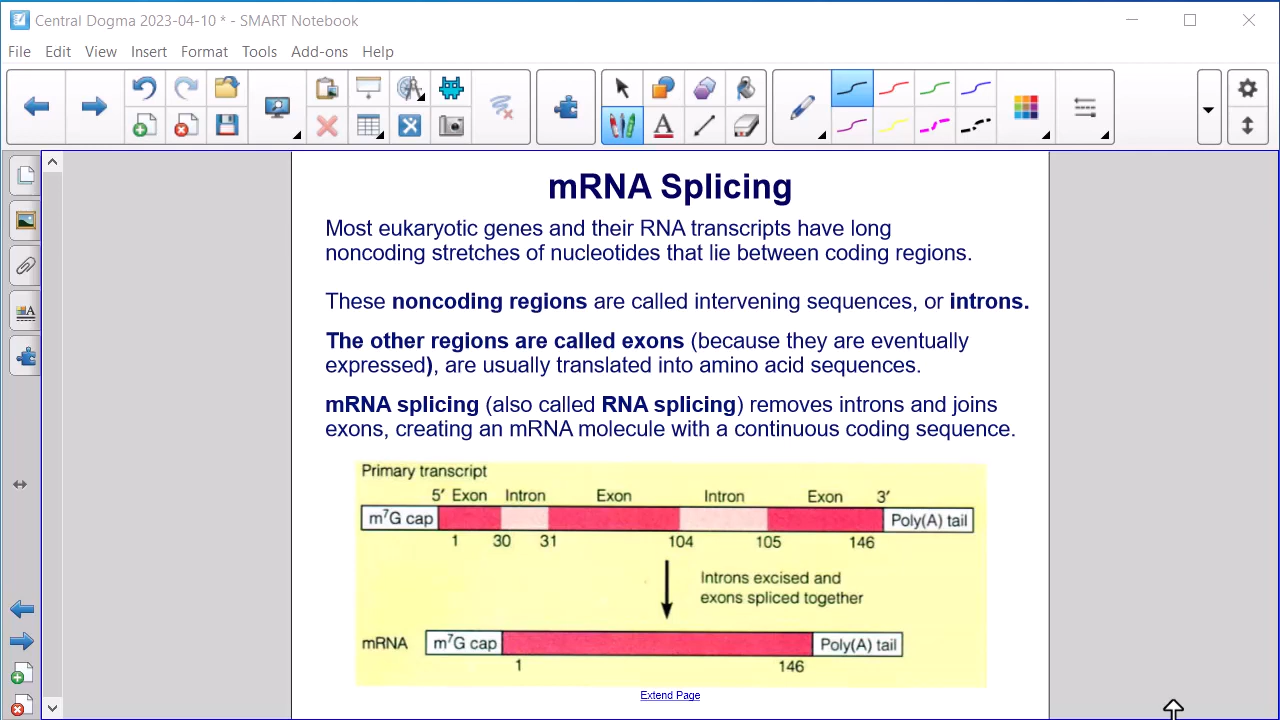 Central Dogma 2023-04-10 * - SMART Notebook
File Edit View Insert Format Tools Add-ons Help
mRNA Splicing
Most eukaryotic genes and their RNA transcripts have long
noncoding stretches of nucleotides that lie between coding regions.
These noncoding regions are called intervening sequences, or introns.
The other regions are called exons (because they are eventually
expressed), are usually translated into amino acid sequences.
mRNA splicing (also called RNA splicing) removes introns and joins
exons, creating an mRNA molecule with a continuous coding sequence.
Primary transcript
5′ Exon Intron Exon Intron Exon 3′
m⁷G cap Poly(A) tail
1 30 31 104 105 146
Introns excised and
exons spliced together
mRNA m⁷G cap Poly(A) tail
1 146
Extend Page